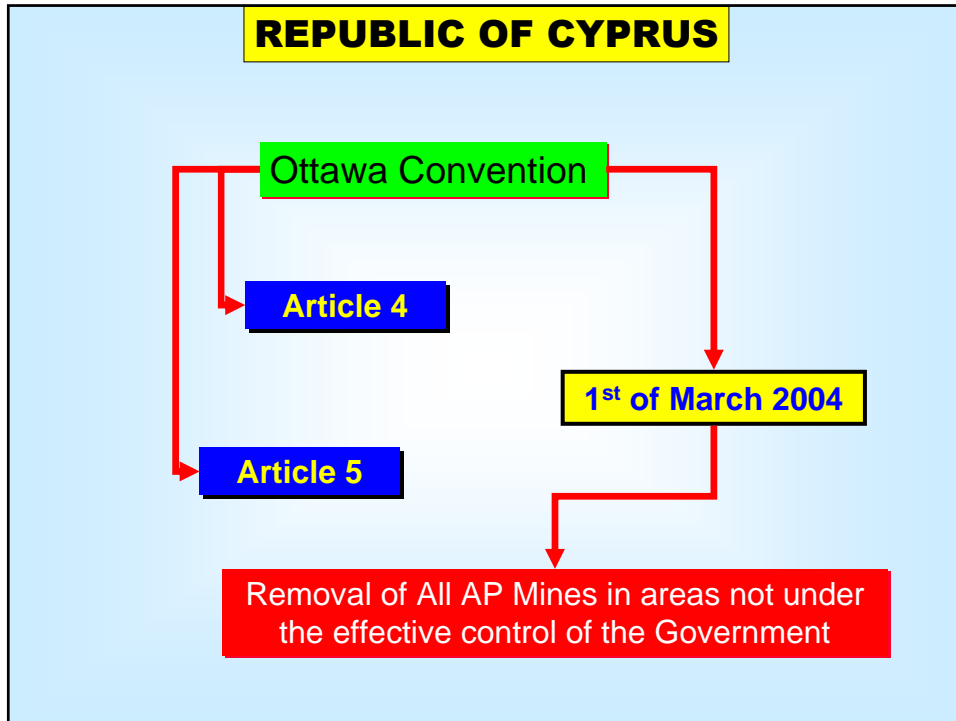 REPUBLIC OF CYPRUS
Ottawa Convention
Article 4
1st of March 2004
Article 5
Removal of All AP Mines in areas not under
the effective control of the Government